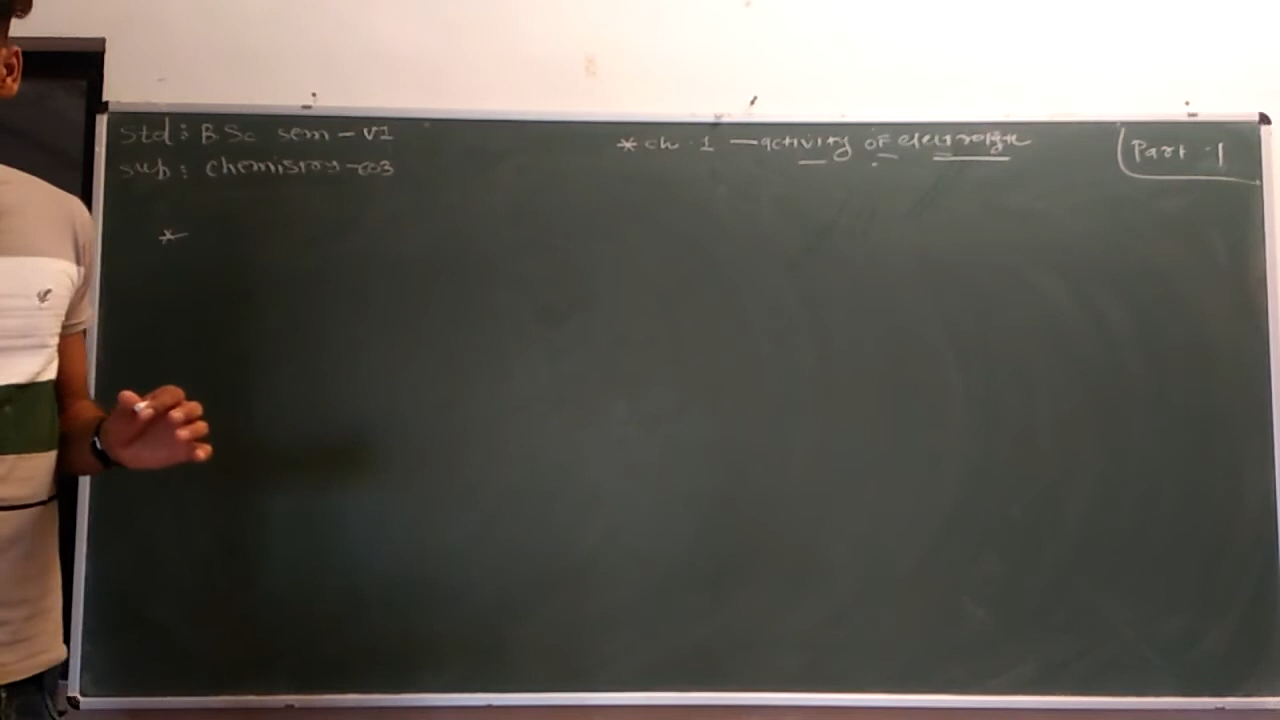 Std : B Sc sem - VI
Sub : Chemistry-603
* ch. 1 — activity of electrolyte
Part - 1
*